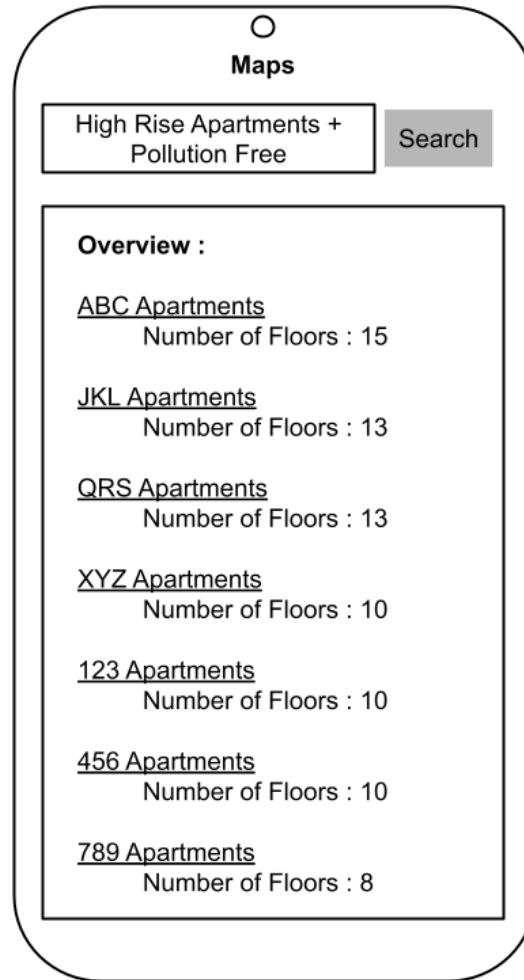 Maps
High Rise Apartments +
Pollution Free
Search
Overview :
ABC Apartments
Number of Floors : 15
JKL Apartments
Number of Floors : 13
QRS Apartments
Number of Floors : 13
XYZ Apartments
Number of Floors : 10
123 Apartments
Number of Floors : 10
456 Apartments
Number of Floors : 10
789 Apartments
Number of Floors : 8